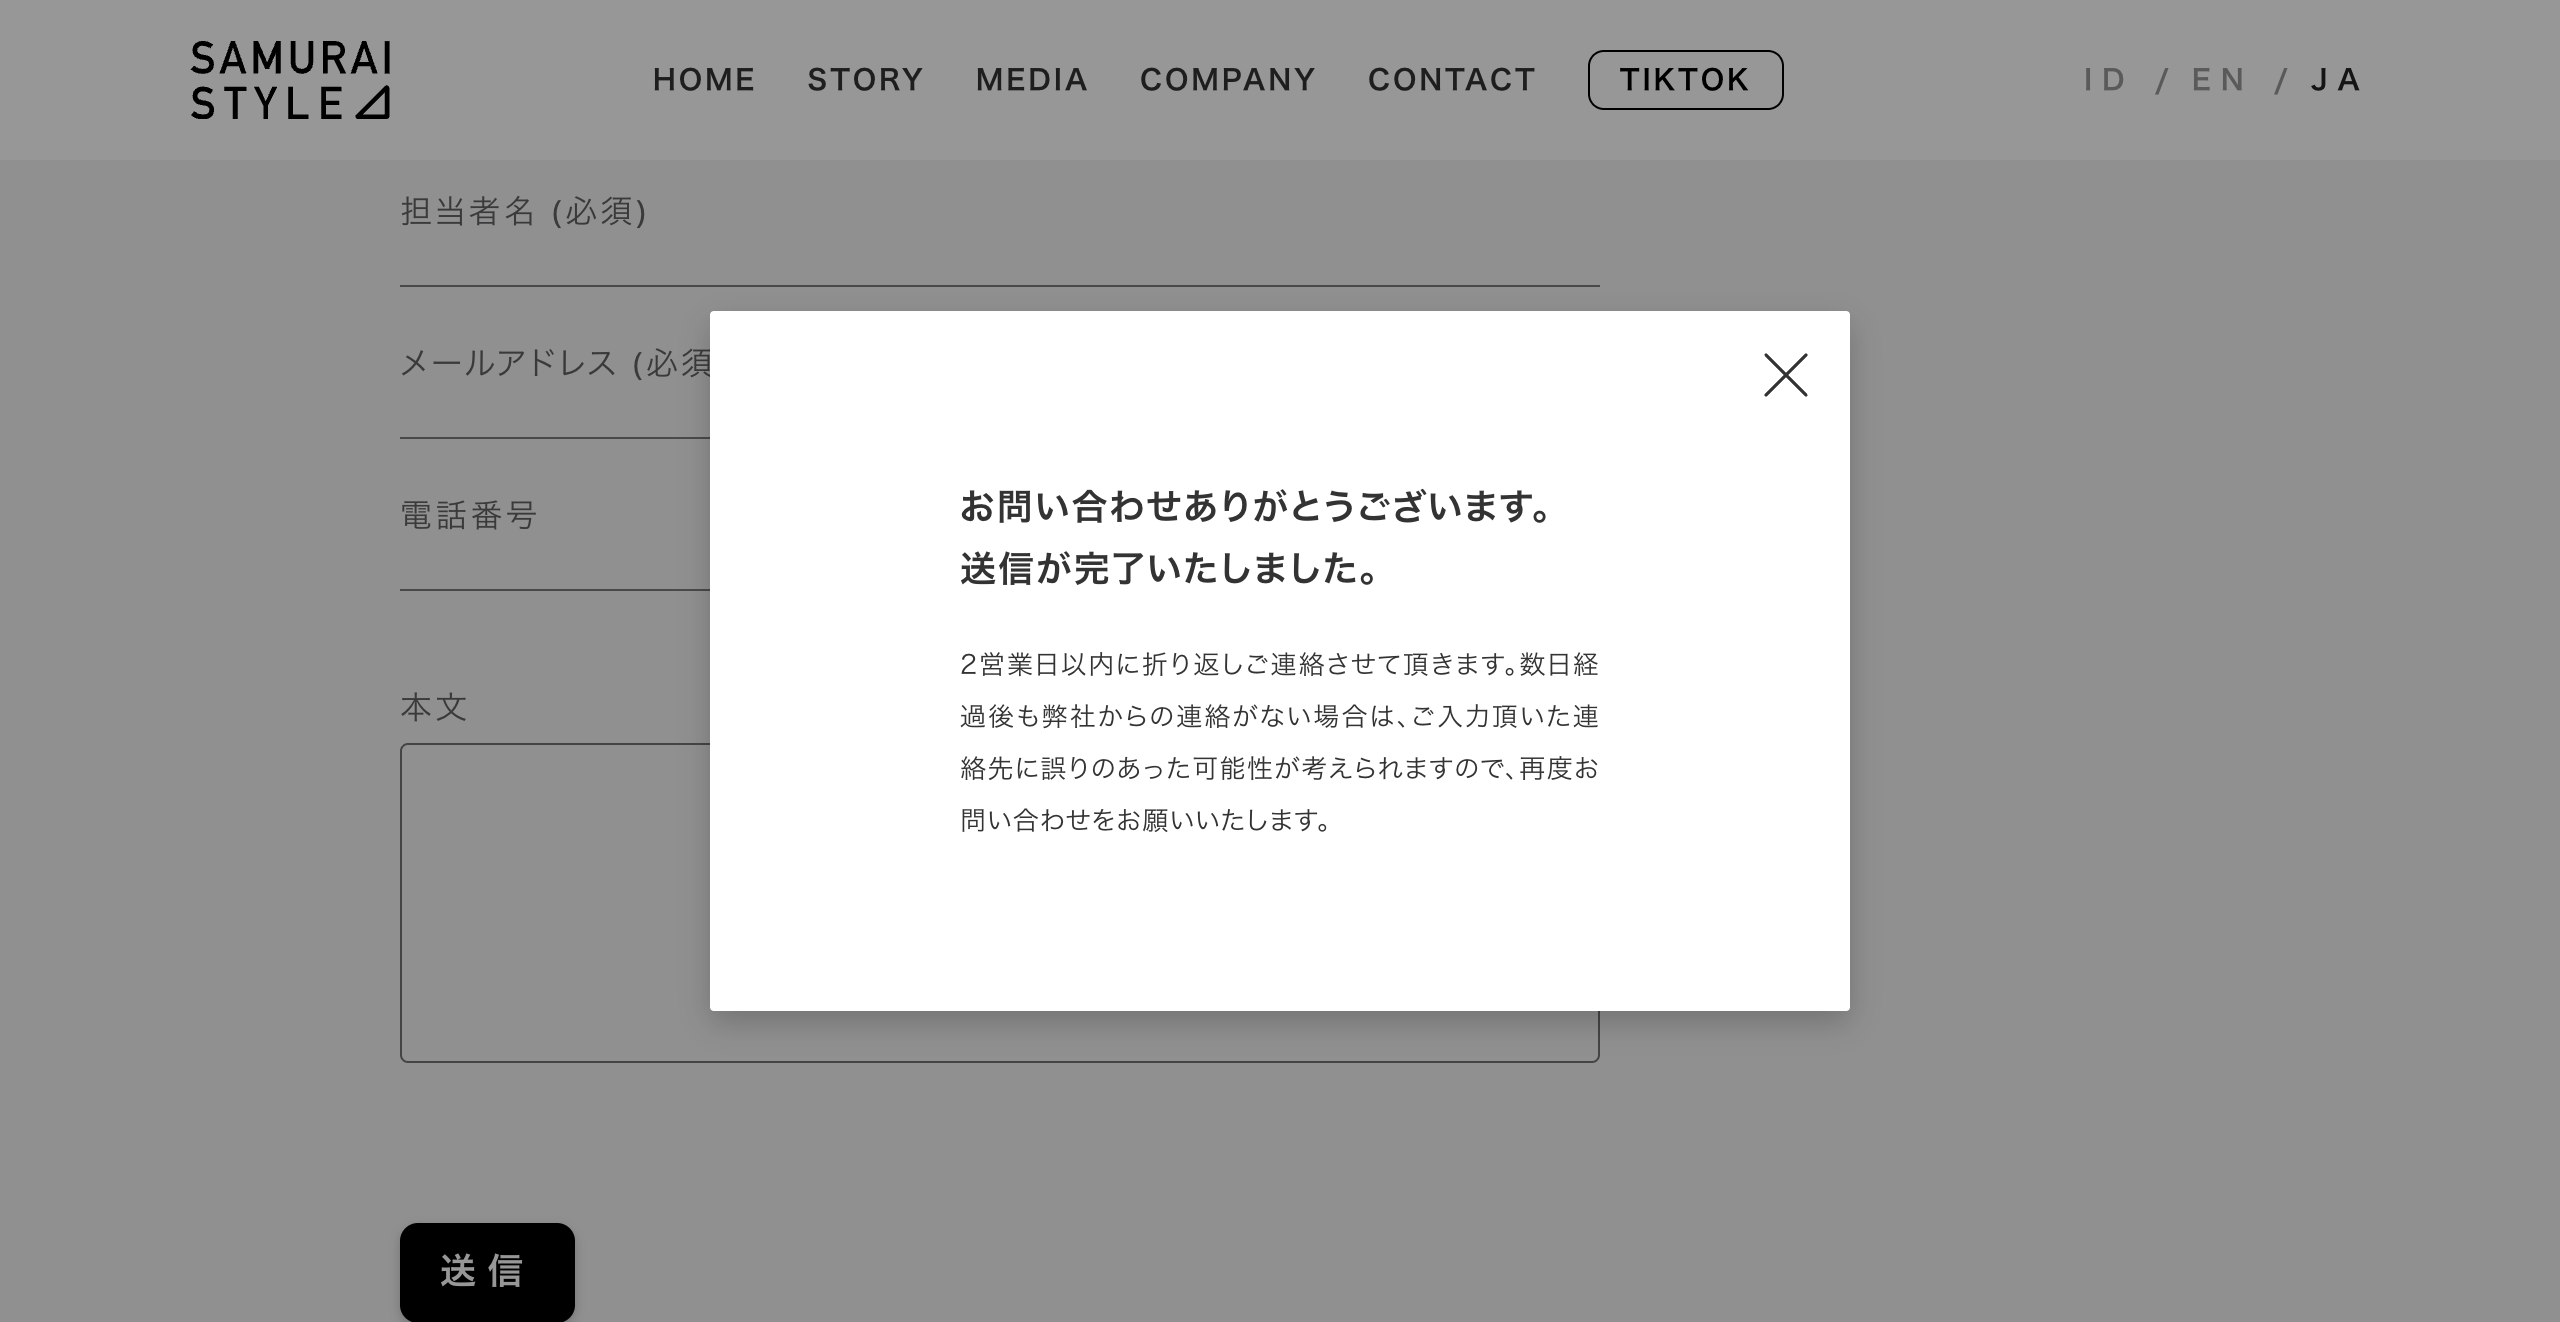 SAMURAI
STYLE
HOME STORY MEDIA COMPANY CONTACT TIKTOK
ID / EN / JA
担当者名 (必須)
メールアドレス (必須
電話番号
本文
お問い合わせありがとうございます。
送信が完了いたしました。
2営業日以内に折り返しご連絡させて頂きます。数日経
過後も弊社からの連絡がない場合は、ご入力頂いた連
絡先に誤りのあった可能性が考えられますので、再度お
問い合わせをお願いいたします。
送信